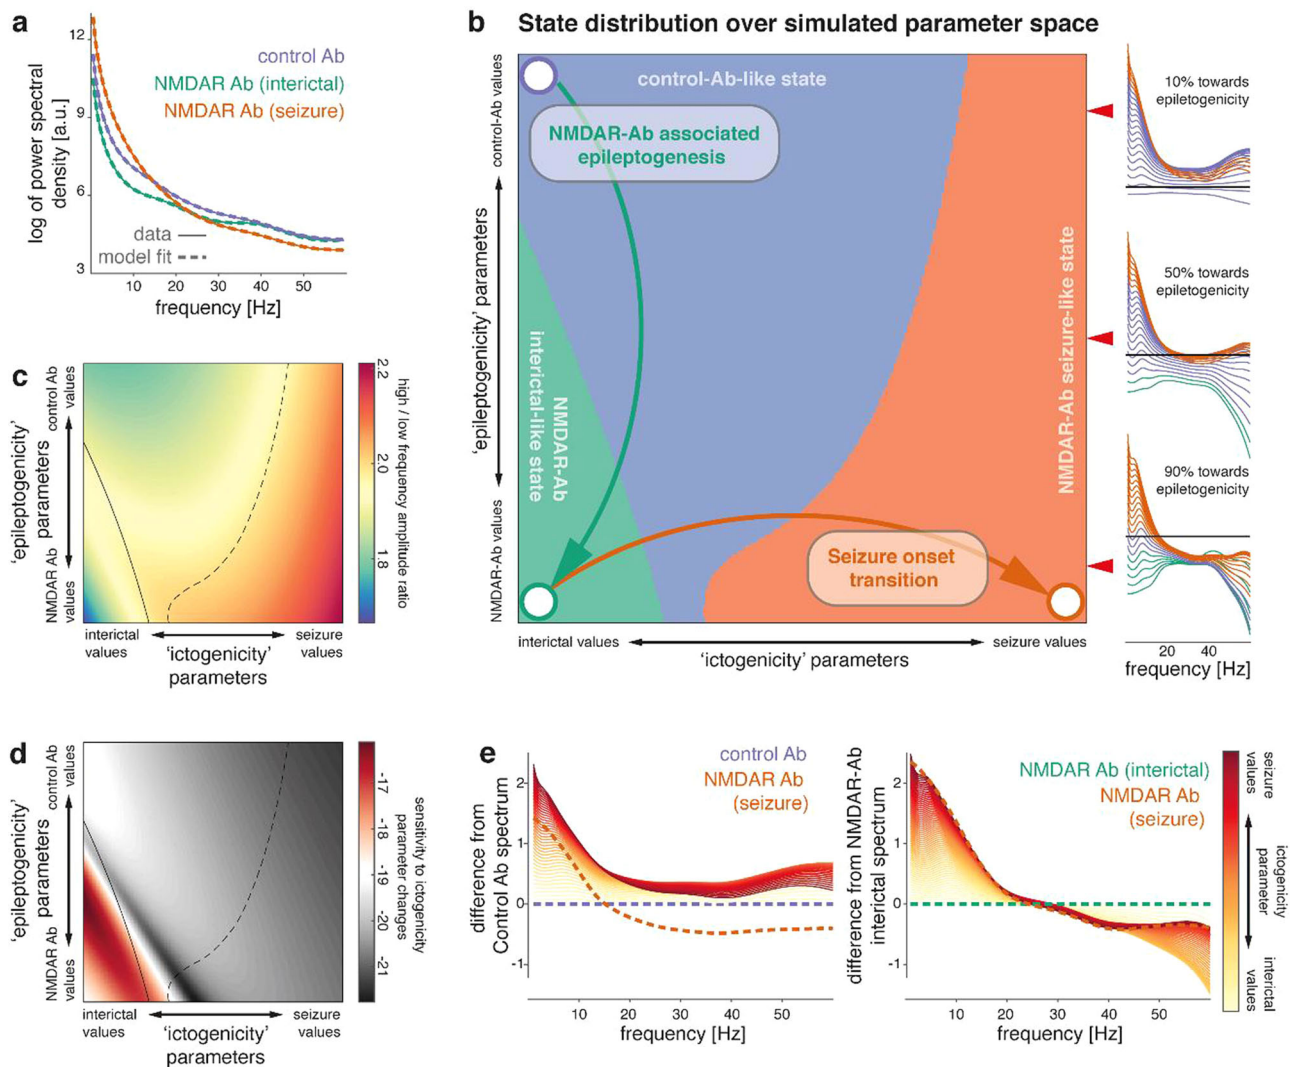 a
12
9
6
3
log of power spectral
density [a.u.]
control Ab
NMDAR Ab (interictal)
NMDAR Ab (seizure)
data
model fit
10
20
30
40
50
frequency [Hz]
b
State distribution over simulated parameter space
control-Ab values
'epileptogenicity' parameters
NMDAR-Ab values
control-Ab-like state
NMDAR-Ab associated
epileptogenesis
NMDAR-Ab
interictal-like state
NMDAR-Ab seizure-like state
Seizure onset
transition
interictal values
seizure values
'ictogenicity' parameters
10% towards
epiletogenicity
50% towards
epiletogenicity
90% towards
epiletogenicity
20
40
frequency [Hz]
c
'epileptogenicity'
parameters
control Ab
values
NMDAR Ab
values
interictal
values
seizure
values
'ictogenicity'
parameters
2.2
2.0
1.8
high / low frequency
amplitude ratio
d
'epileptogenicity'
parameters
control Ab
values
NMDAR Ab
values
interictal
values
seizure
values
'ictogenicity'
parameters
-17
-18
-19
-20
-21
sensitivity to ictogenicity
parameter changes
e
control Ab
NMDAR Ab
(seizure)
difference from
Control Ab spectrum
2
1
0
-1
10
20
30
40
50
frequency [Hz]
NMDAR Ab (interictal)
NMDAR Ab
(seizure)
difference from NMDAR-Ab
interictal spectrum
2
1
0
-1
10
20
30
40
50
frequency [Hz]
seizure
values
ictogenicity
parameter
interictal
values